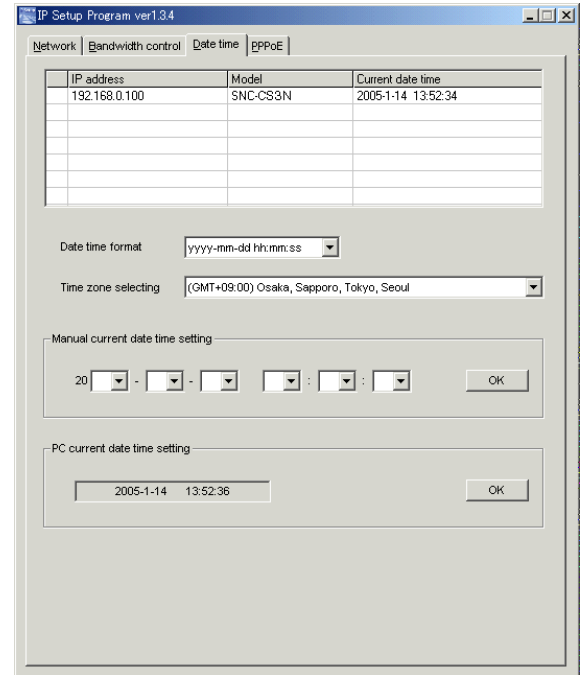 IP Setup Program ver1.3.4
Network Bandwidth control Date time PPPoE
IP address Model Current date time
192.168.0.100 SNC-CS3N 2005-1-14 13:52:34
Date time format yyyy-mm-dd hh:mm:ss
Time zone selecting (GMT+09:00) Osaka, Sapporo, Tokyo, Seoul
Manual current date time setting
20 - - : : OK
PC current date time setting
2005-1-14 13:52:36 OK